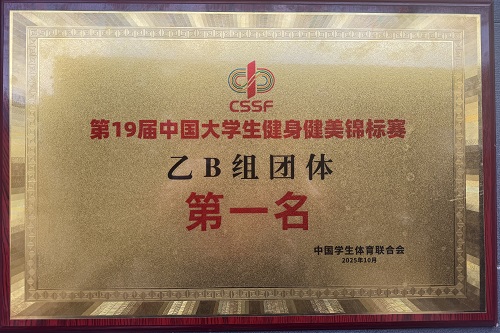 CSSF
第19届中国大学生健身健美锦标赛
乙B组团体
第一名
中国学生体育联合会
2025年10月